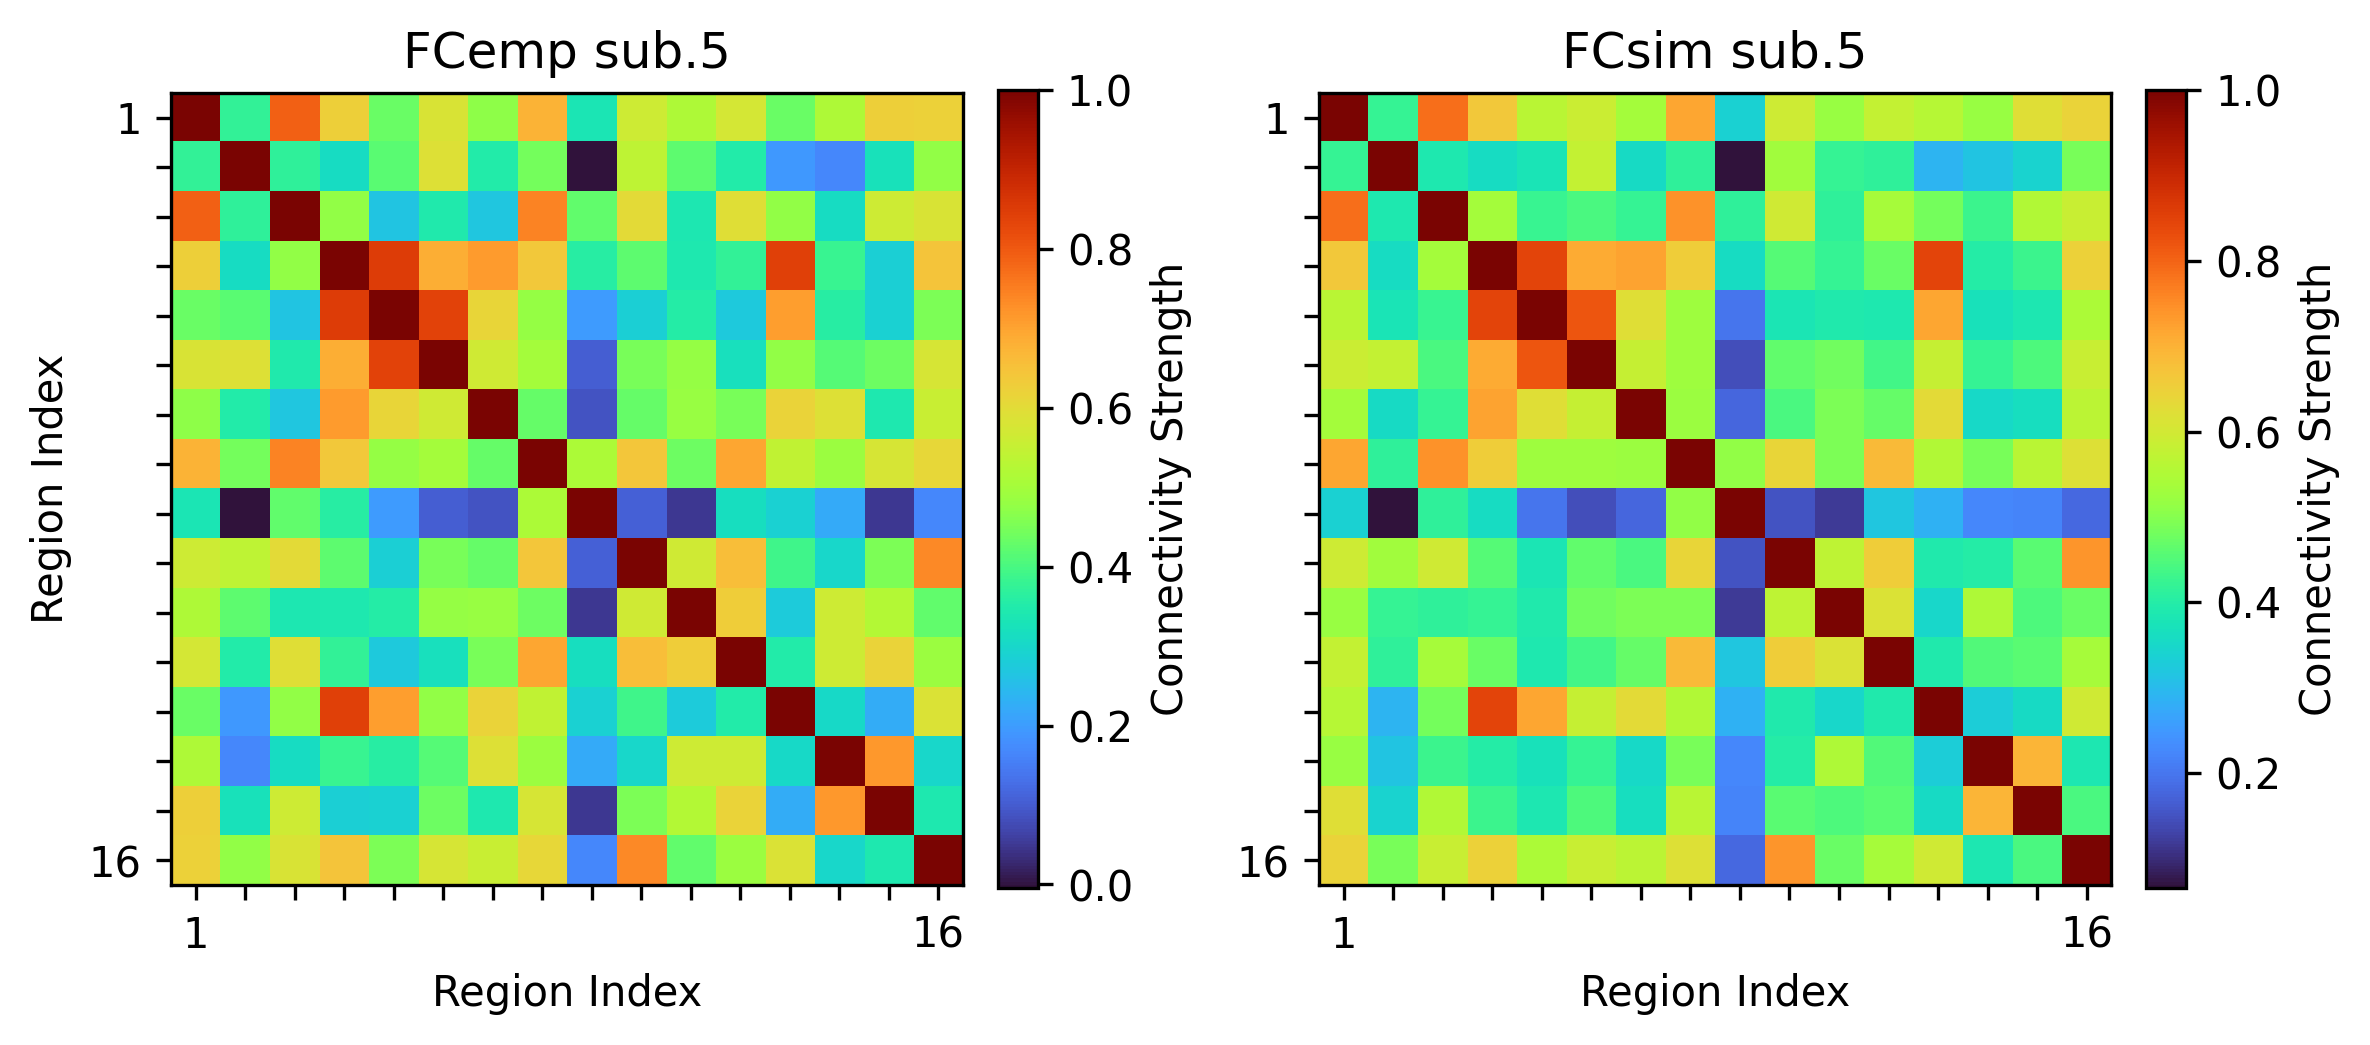 FCemp sub.5
1
16
Region Index
1
16
Region Index
1.0
0.8
0.6
0.4
0.2
0.0
Connectivity Strength
FCsim sub.5
1
16
1
16
Region Index
1.0
0.8
0.6
0.4
0.2
Connectivity Strength